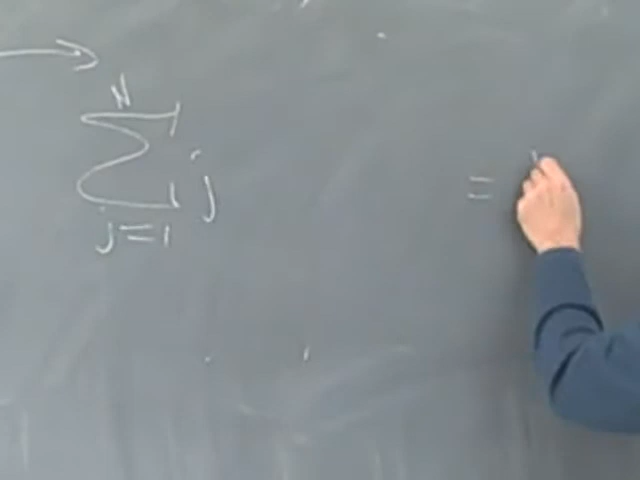 N
∑ j =
j=1